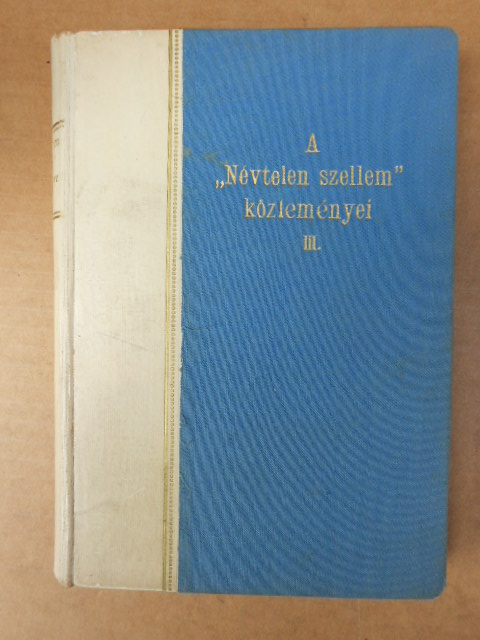 A
„Névtelen szellem”
közleményei
III.